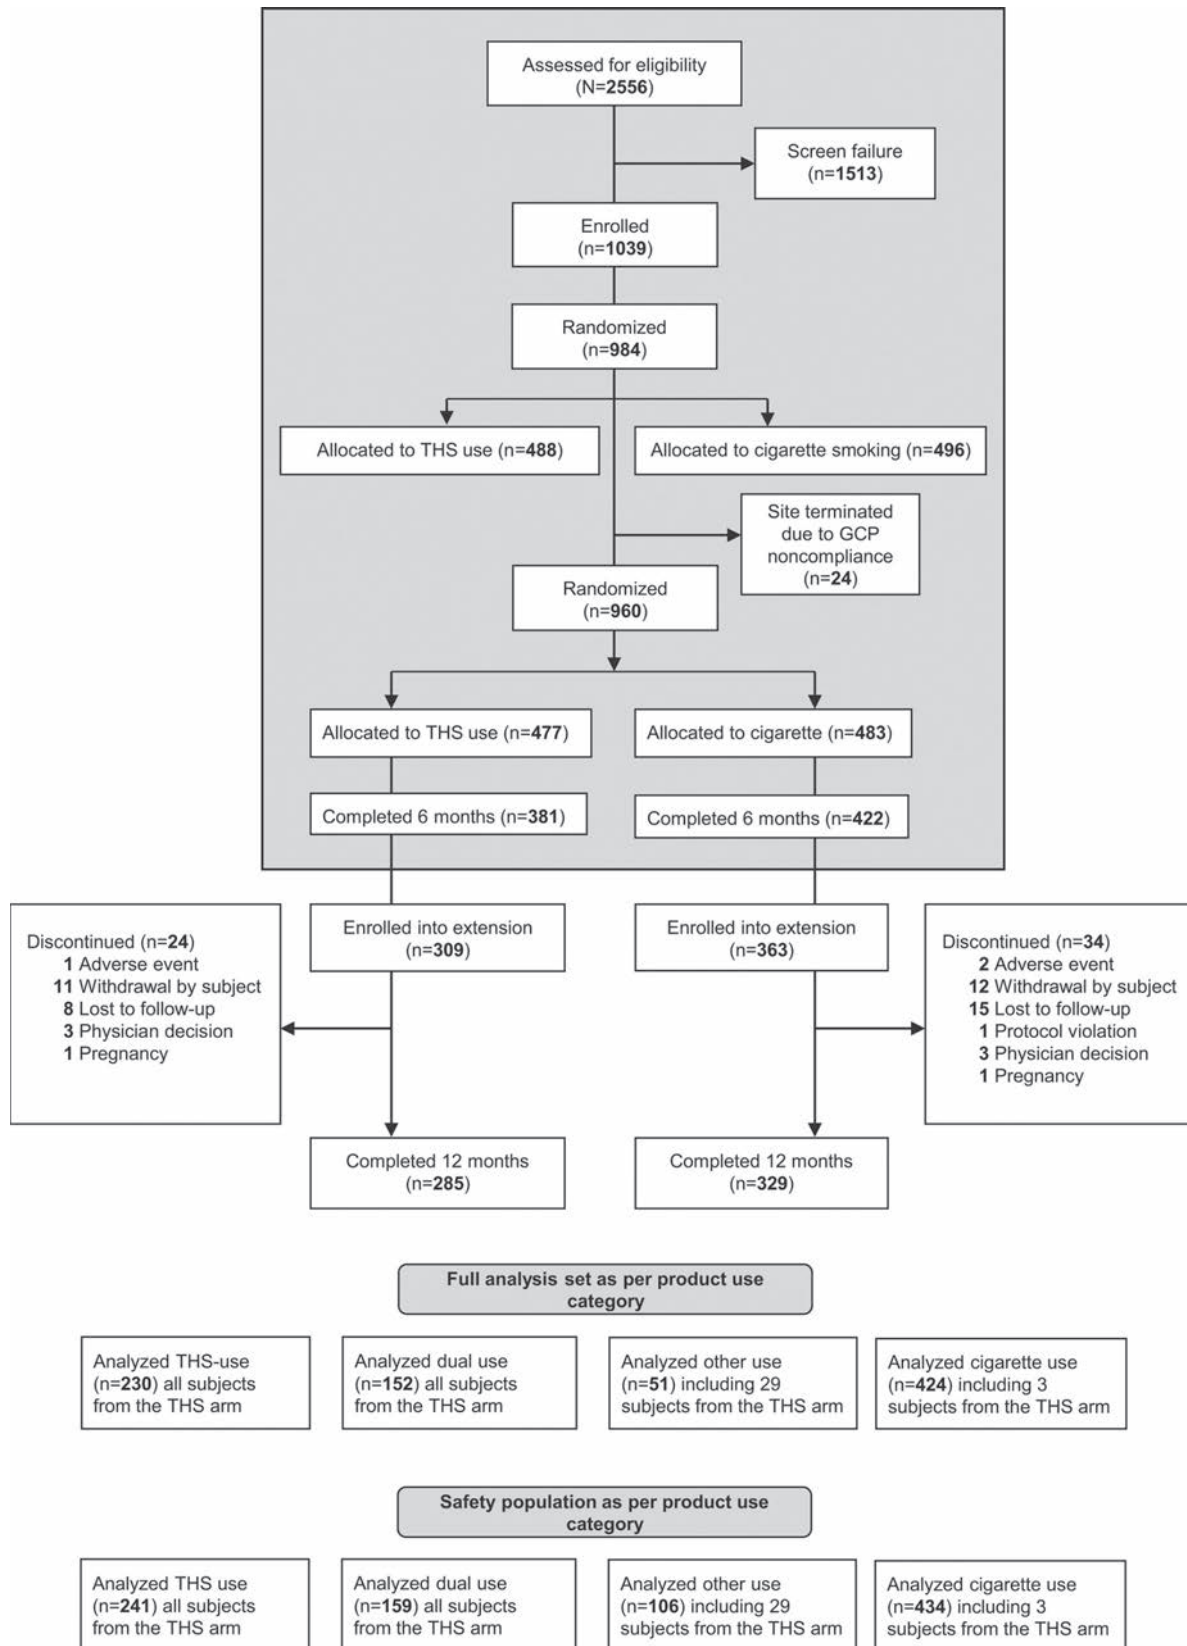 Assessed for eligibility
(N=2556)
Screen failure
(n=1513)
Enrolled
(n=1039)
Randomized
(n=984)
Allocated to THS use (n=488)
Allocated to cigarette smoking (n=496)
Site terminated
due to GCP
noncompliance
(n=24)
Randomized
(n=960)
Allocated to THS use (n=477)
Allocated to cigarette (n=483)
Completed 6 months (n=381)
Completed 6 months (n=422)
Discontinued (n=24)
1 Adverse event
11 Withdrawal by subject
8 Lost to follow-up
3 Physician decision
1 Pregnancy
Enrolled into extension
(n=309)
Enrolled into extension
(n=363)
Discontinued (n=34)
2 Adverse event
12 Withdrawal by subject
15 Lost to follow-up
1 Protocol violation
3 Physician decision
1 Pregnancy
Completed 12 months
(n=285)
Completed 12 months
(n=329)
Full analysis set as per product use
category
Analyzed THS-use
(n=230) all subjects
from the THS arm
Analyzed dual use
(n=152) all subjects
from the THS arm
Analyzed other use
(n=51) including 29
subjects from the THS arm
Analyzed cigarette use
(n=424) including 3
subjects from the THS arm
Safety population as per product use
category
Analyzed THS use
(n=241) all subjects
from the THS arm
Analyzed dual use
(n=159) all subjects
from the THS arm
Analyzed other use
(n=106) including 29
subjects from the THS arm
Analyzed cigarette use
(n=434) including 3
subjects from the THS arm